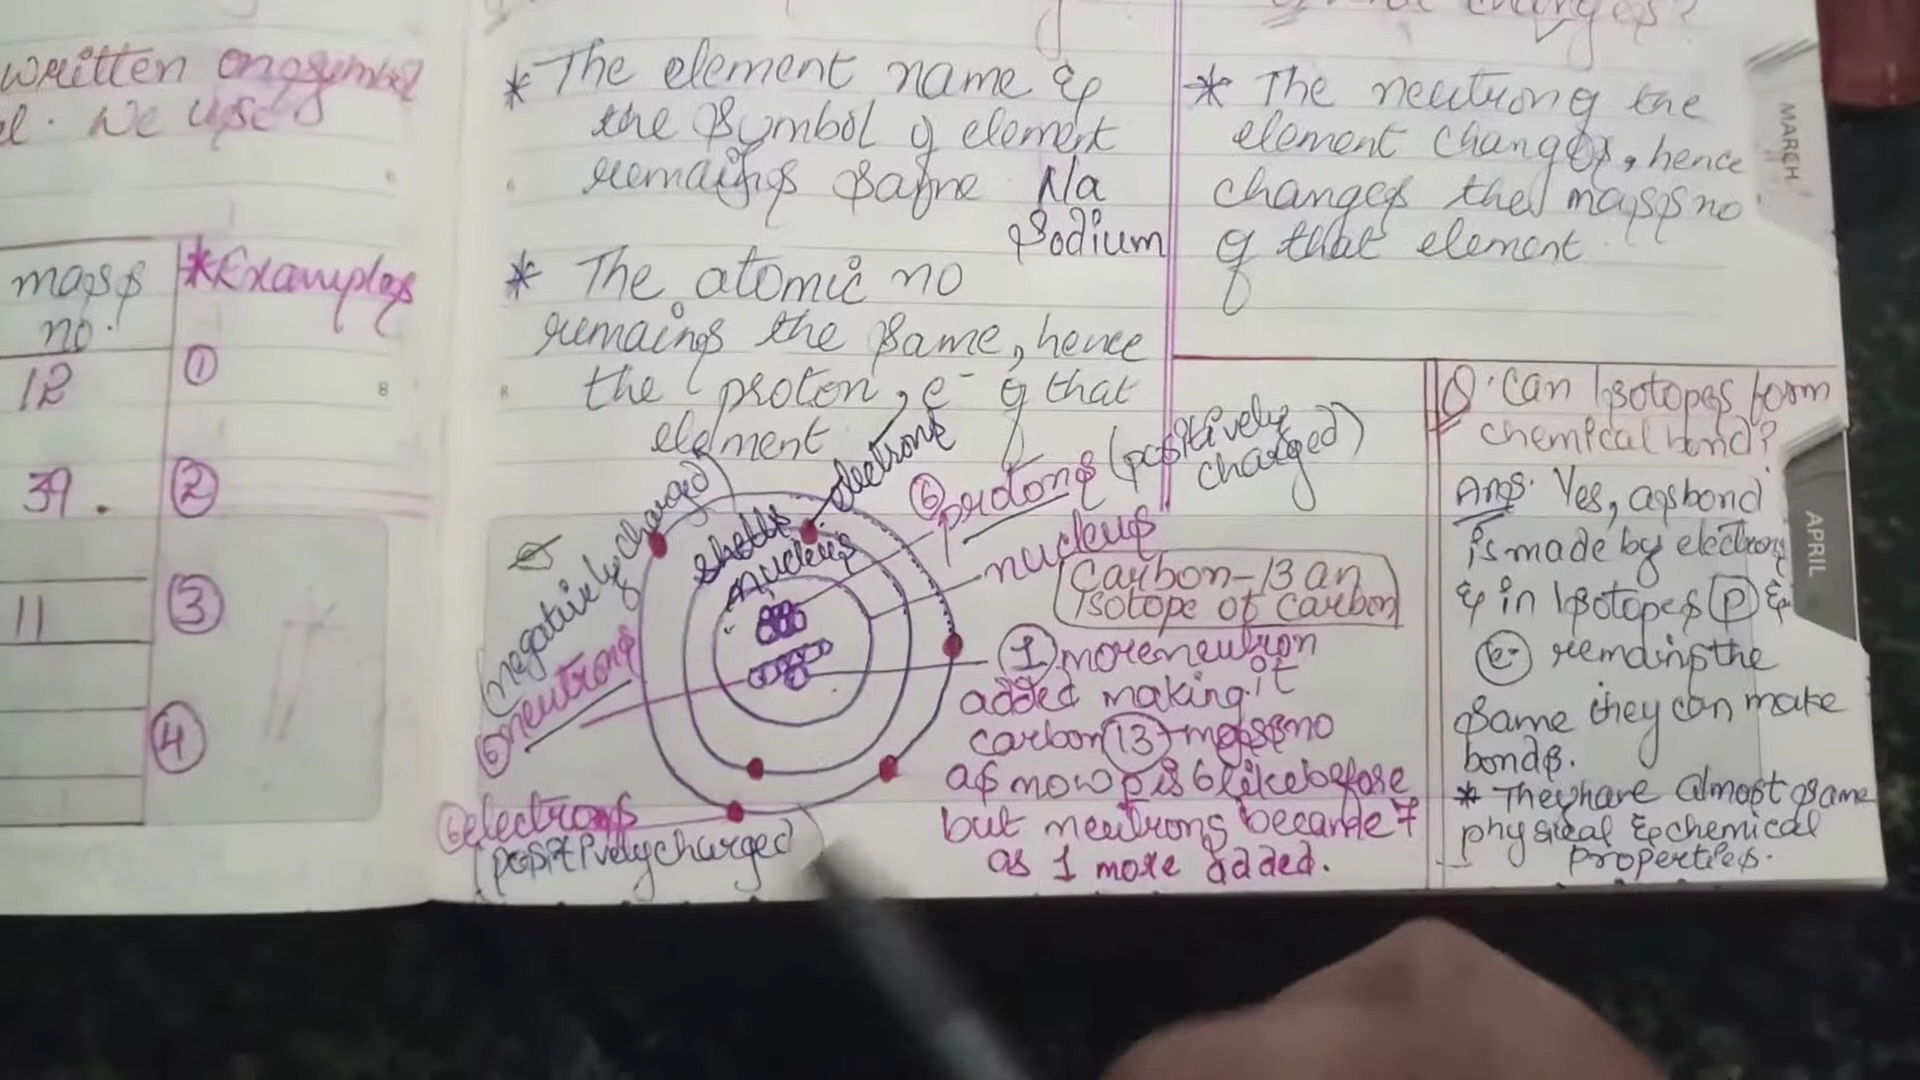 written on
l. We use
mass
no.
*Examples
12
①
39.
②
11
③
④
* The element name &
the symbol of element
remains same Na
Sodium
* The atomic no
remains the same, hence
the proton, e⁻ of that
element
changes?
* The neutron of the
element changes, hence
changes the mass no
of that element
electrons
(negatively charged)
shells
nucleus
⑥ protons (positively
charged)
nucleus
⑥ neutrons
⑥ electrons
positively charged
Carbon-13 an
isotope of carbon
① more neutron
added making it
carbon ⑬ - mass no
as now p is 6 like before
but neutrons became 7
as 1 more added.
Q. Can Isotopes form
chemical bond?
Ans. Yes, as bond
is made by electrons
& in Isotopes p &
e⁻ remains the
same they can make
bonds.
* They have almost same
physical & chemical
properties.
MARCH
APRIL